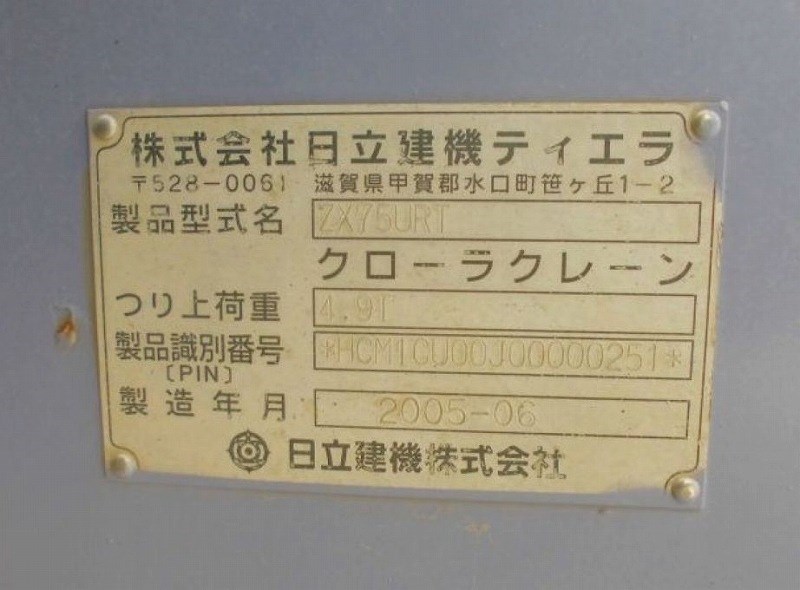 株式会社日立建機ティエラ
〒528-0061 滋賀県甲賀郡水口町笹ヶ丘1-2
製品型式名 ZX75URT
クローラクレーン
つり上荷重 4.9T
製品識別番号 *HCM1GU00J00000251*
(PIN)
製造年月 2005-06
日立建機株式会社